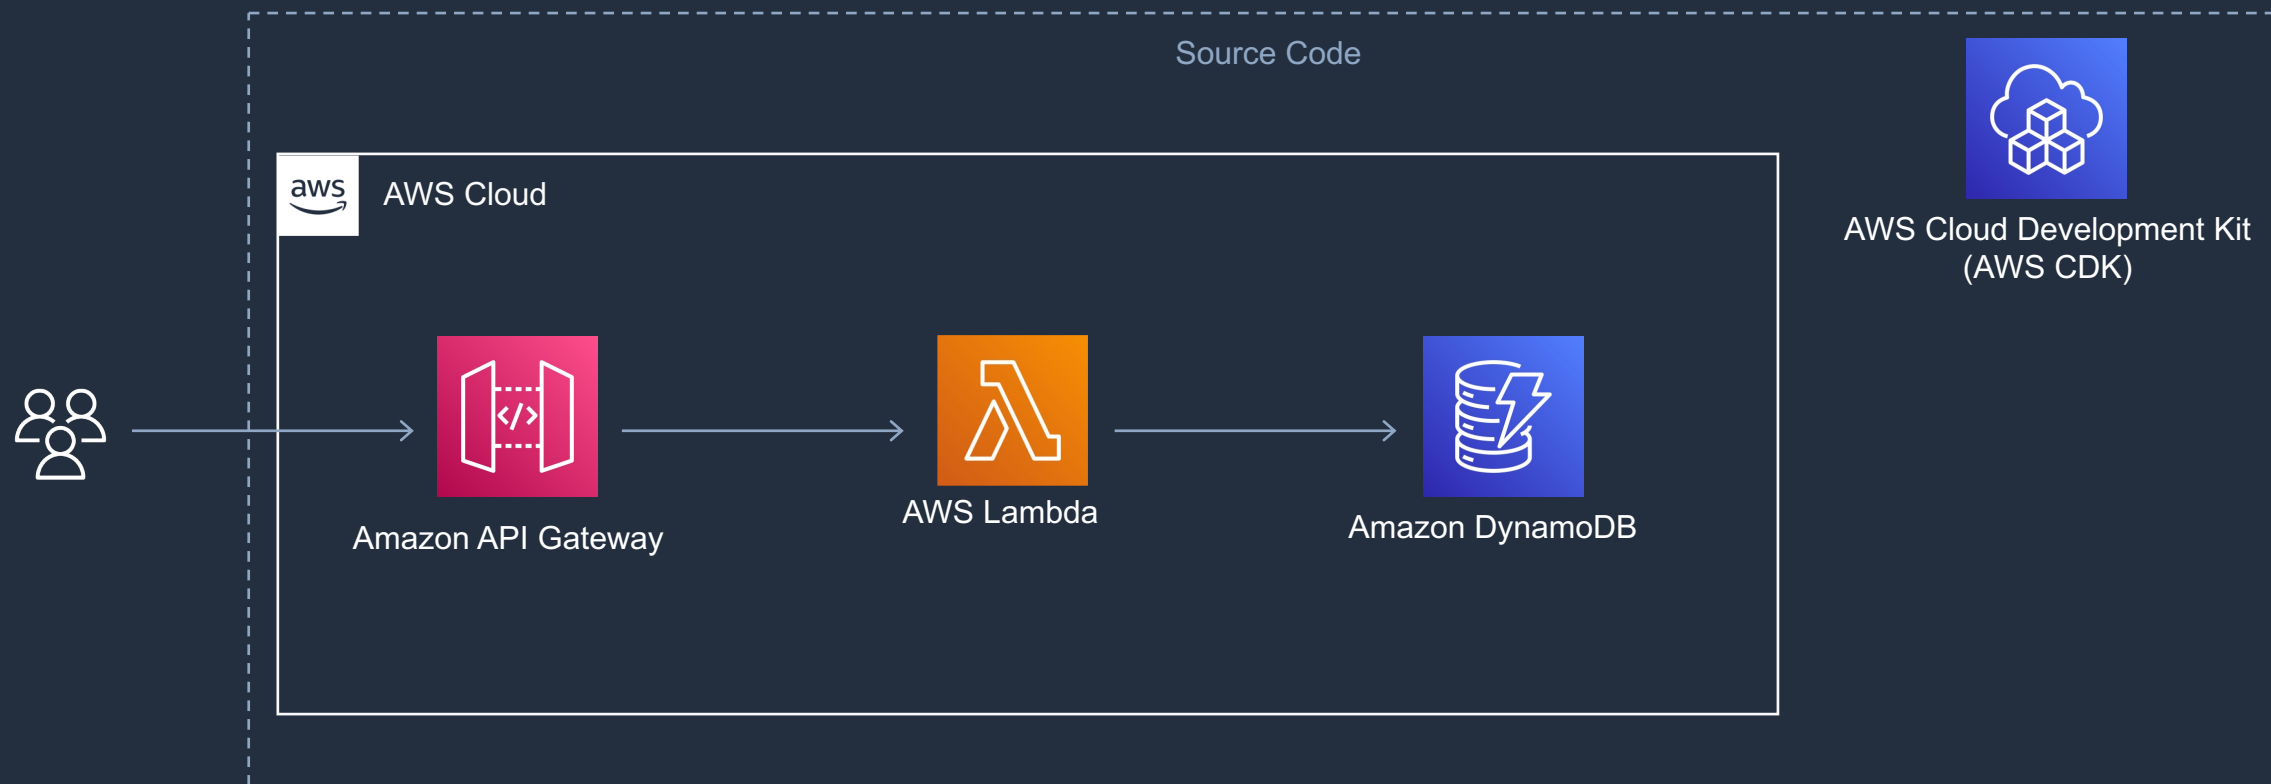 Source Code
aws
AWS Cloud
AWS Cloud Development Kit
(AWS CDK)
</>
Amazon API Gateway
AWS Lambda
Amazon DynamoDB